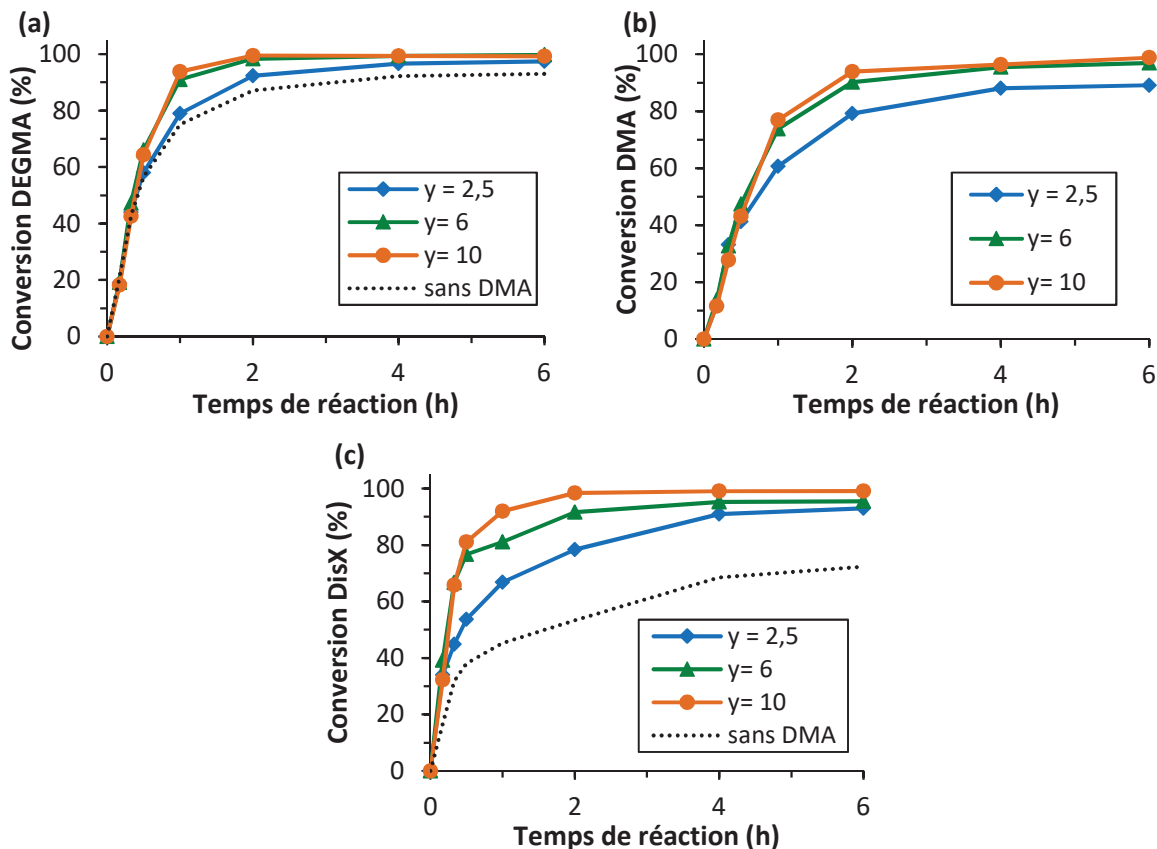 (a)
Conversion DEGMA (%)
100
80
60
40
20
0
0 2 4 6
Temps de réaction (h)
y = 2,5
y= 6
y= 10
sans DMA
(b)
Conversion DMA (%)
100
80
60
40
20
0
0 2 4 6
Temps de réaction (h)
y = 2,5
y= 6
y= 10
(c)
Conversion DisX (%)
100
80
60
40
20
0
0 2 4 6
Temps de réaction (h)
y = 2,5
y= 6
y= 10
sans DMA